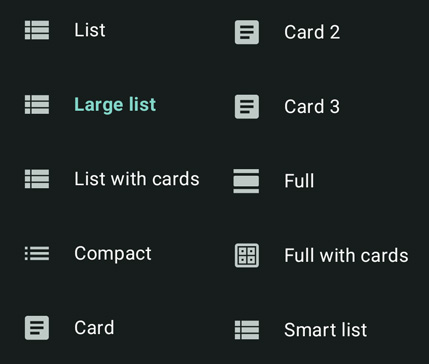 List
Large list
List with cards
Compact
Card
Card 2
Card 3
Full
Full with cards
Smart list